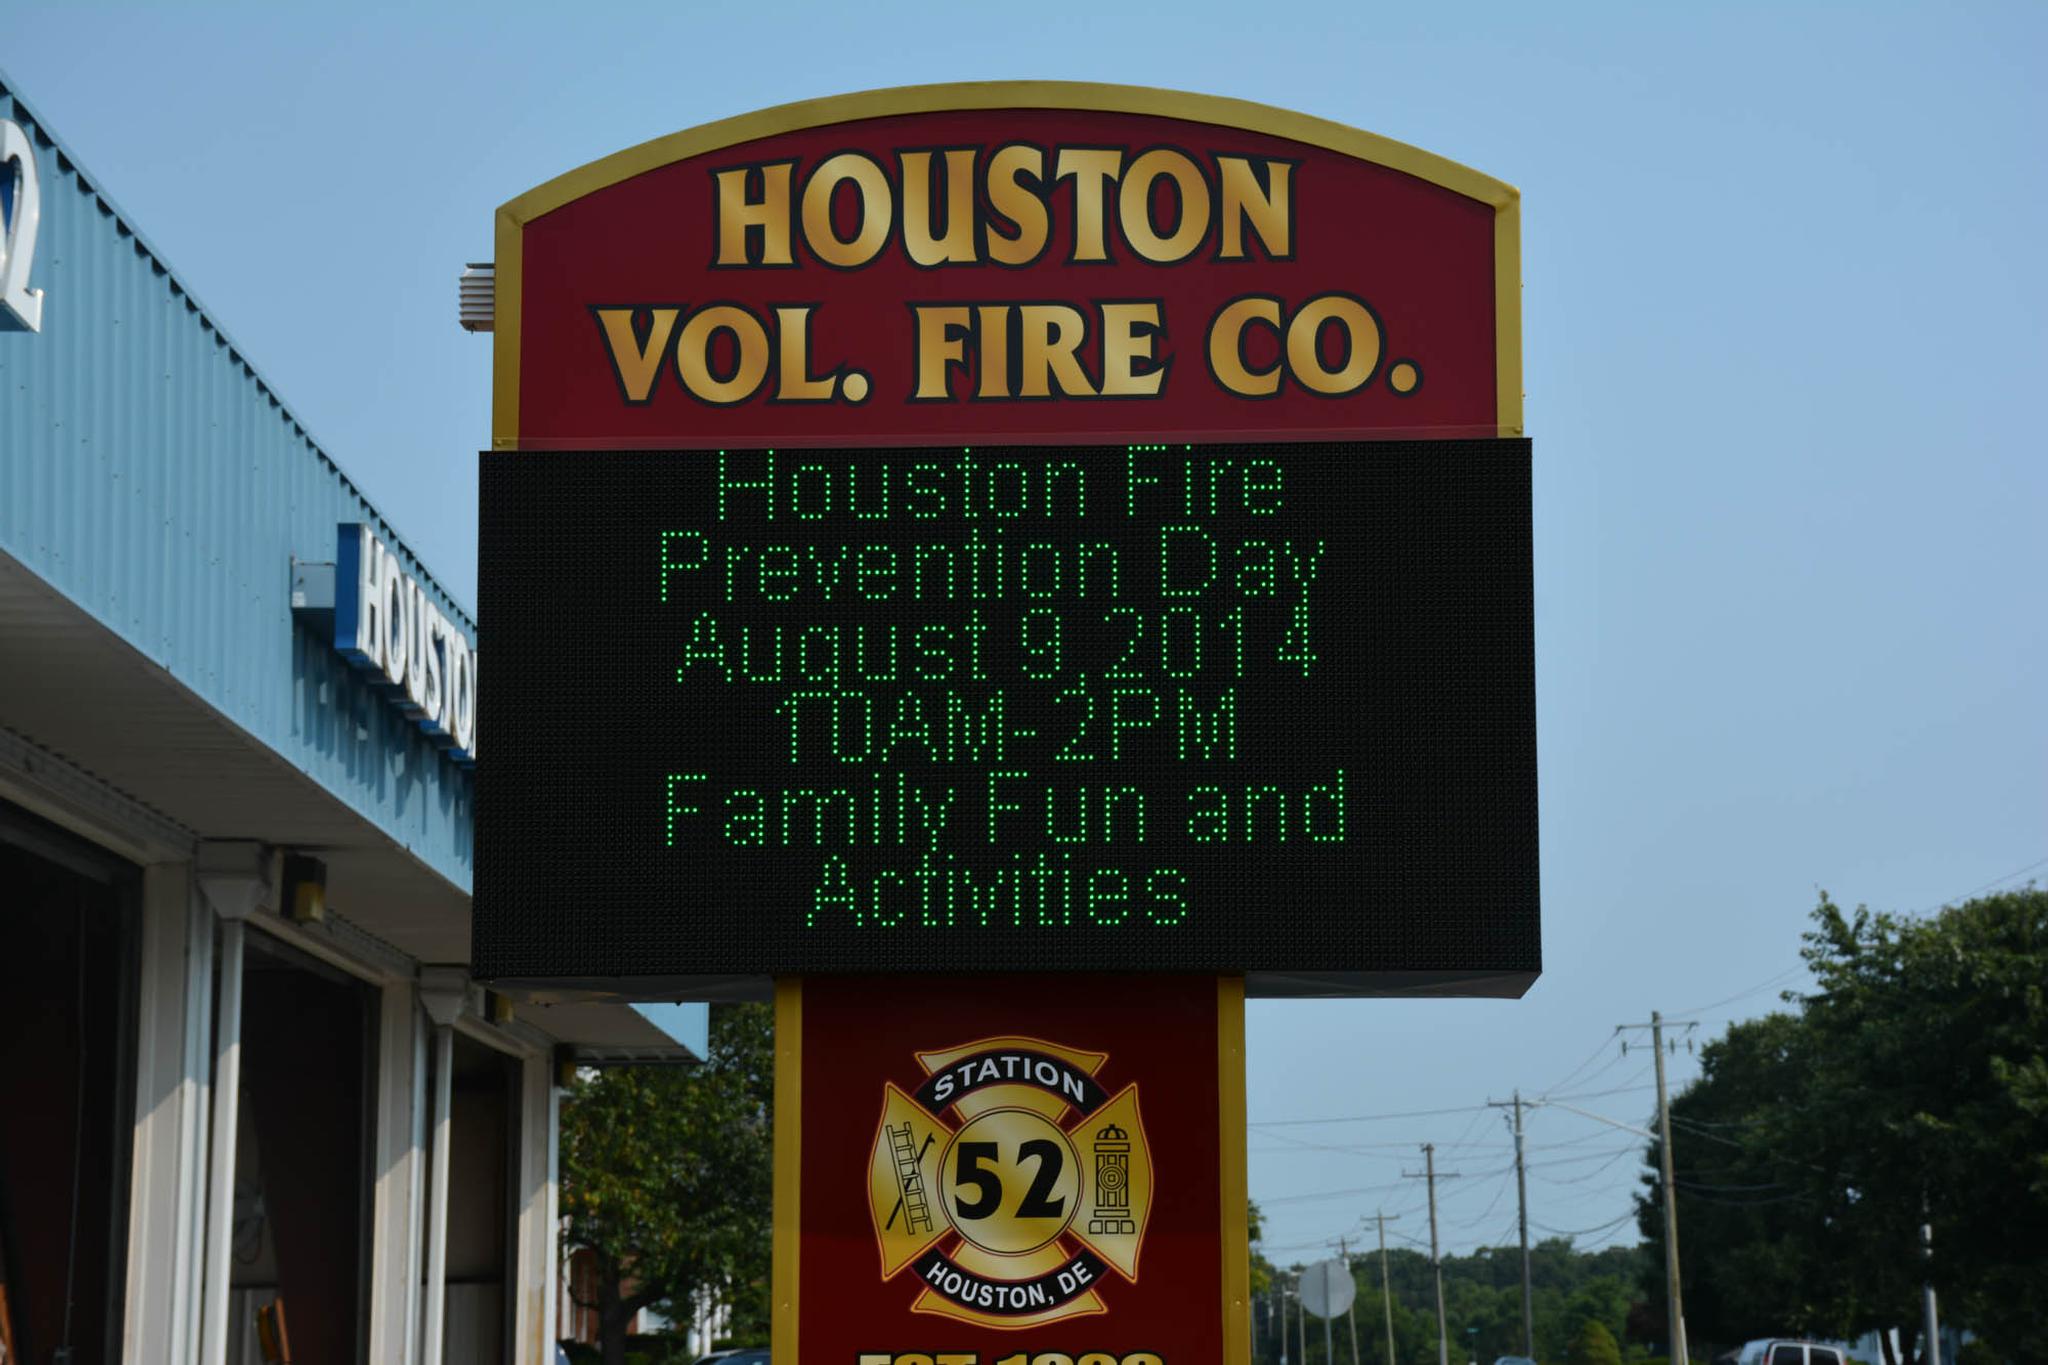 HOUSTON
VOL. FIRE CO.
Houston Fire
Prevention Day
August 9,2014
10AM-2PM
Family Fun and
Activities
STATION
52
HOUSTON, DE
2
HOUSTON